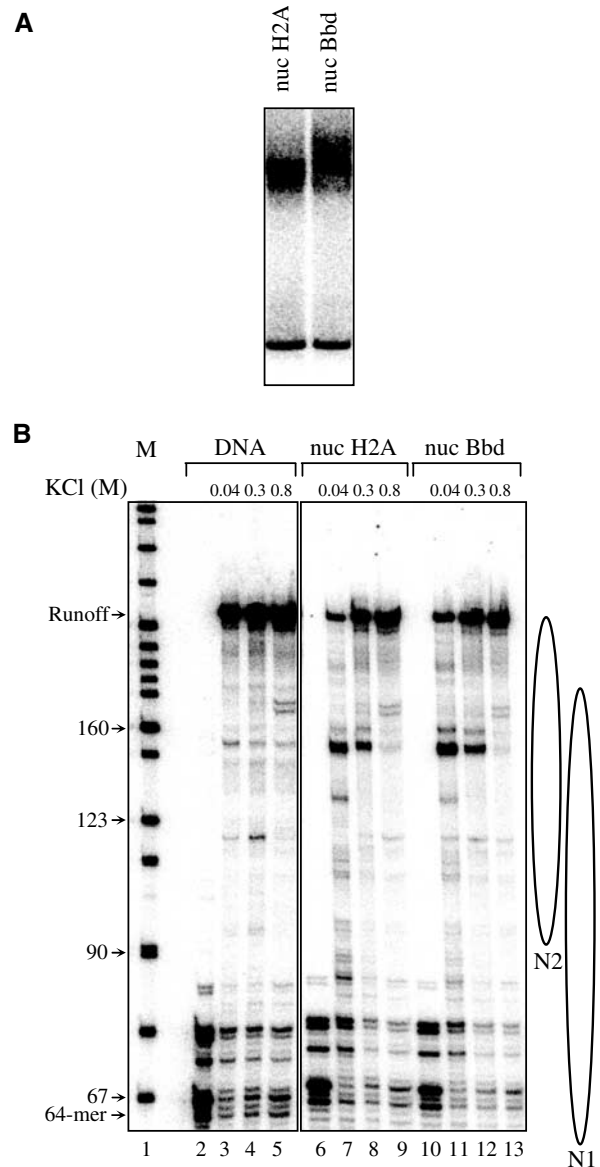 A
nuc H2A
nuc Bbd
B
M
DNA
nuc H2A
nuc Bbd
KCl (M)
0.04 0.3 0.8
0.04 0.3 0.8
0.04 0.3 0.8
Runoff
160
123
90
67
64-mer
N2
N1
1 2 3 4 5 6 7 8 9 10 11 12 13